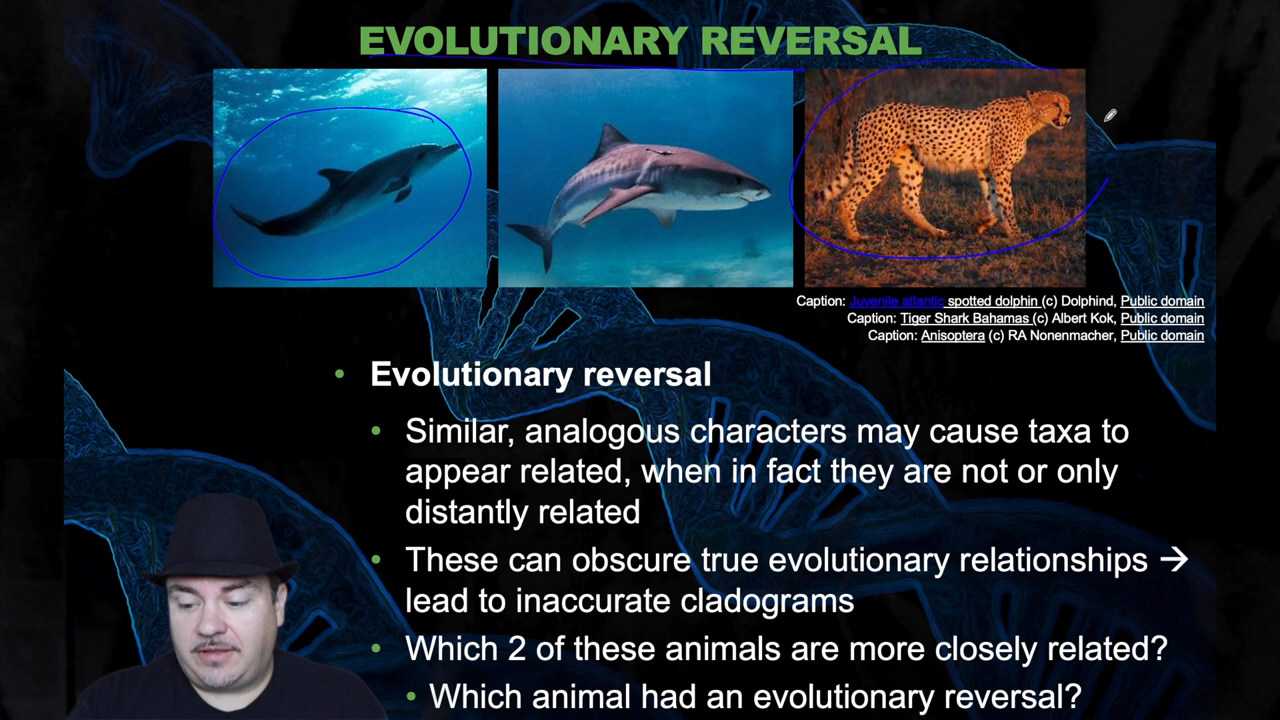 EVOLUTIONARY REVERSAL
Caption: Juvenile atlantic spotted dolphin (c) Dolphind, Public domain
Caption: Tiger Shark Bahamas (c) Albert Kok, Public domain
Caption: Anisoptera (c) RA Nonenmacher, Public domain
• Evolutionary reversal
• Similar, analogous characters may cause taxa to
appear related, when in fact they are not or only
distantly related
• These can obscure true evolutionary relationships →
lead to inaccurate cladograms
• Which 2 of these animals are more closely related?
• Which animal had an evolutionary reversal?